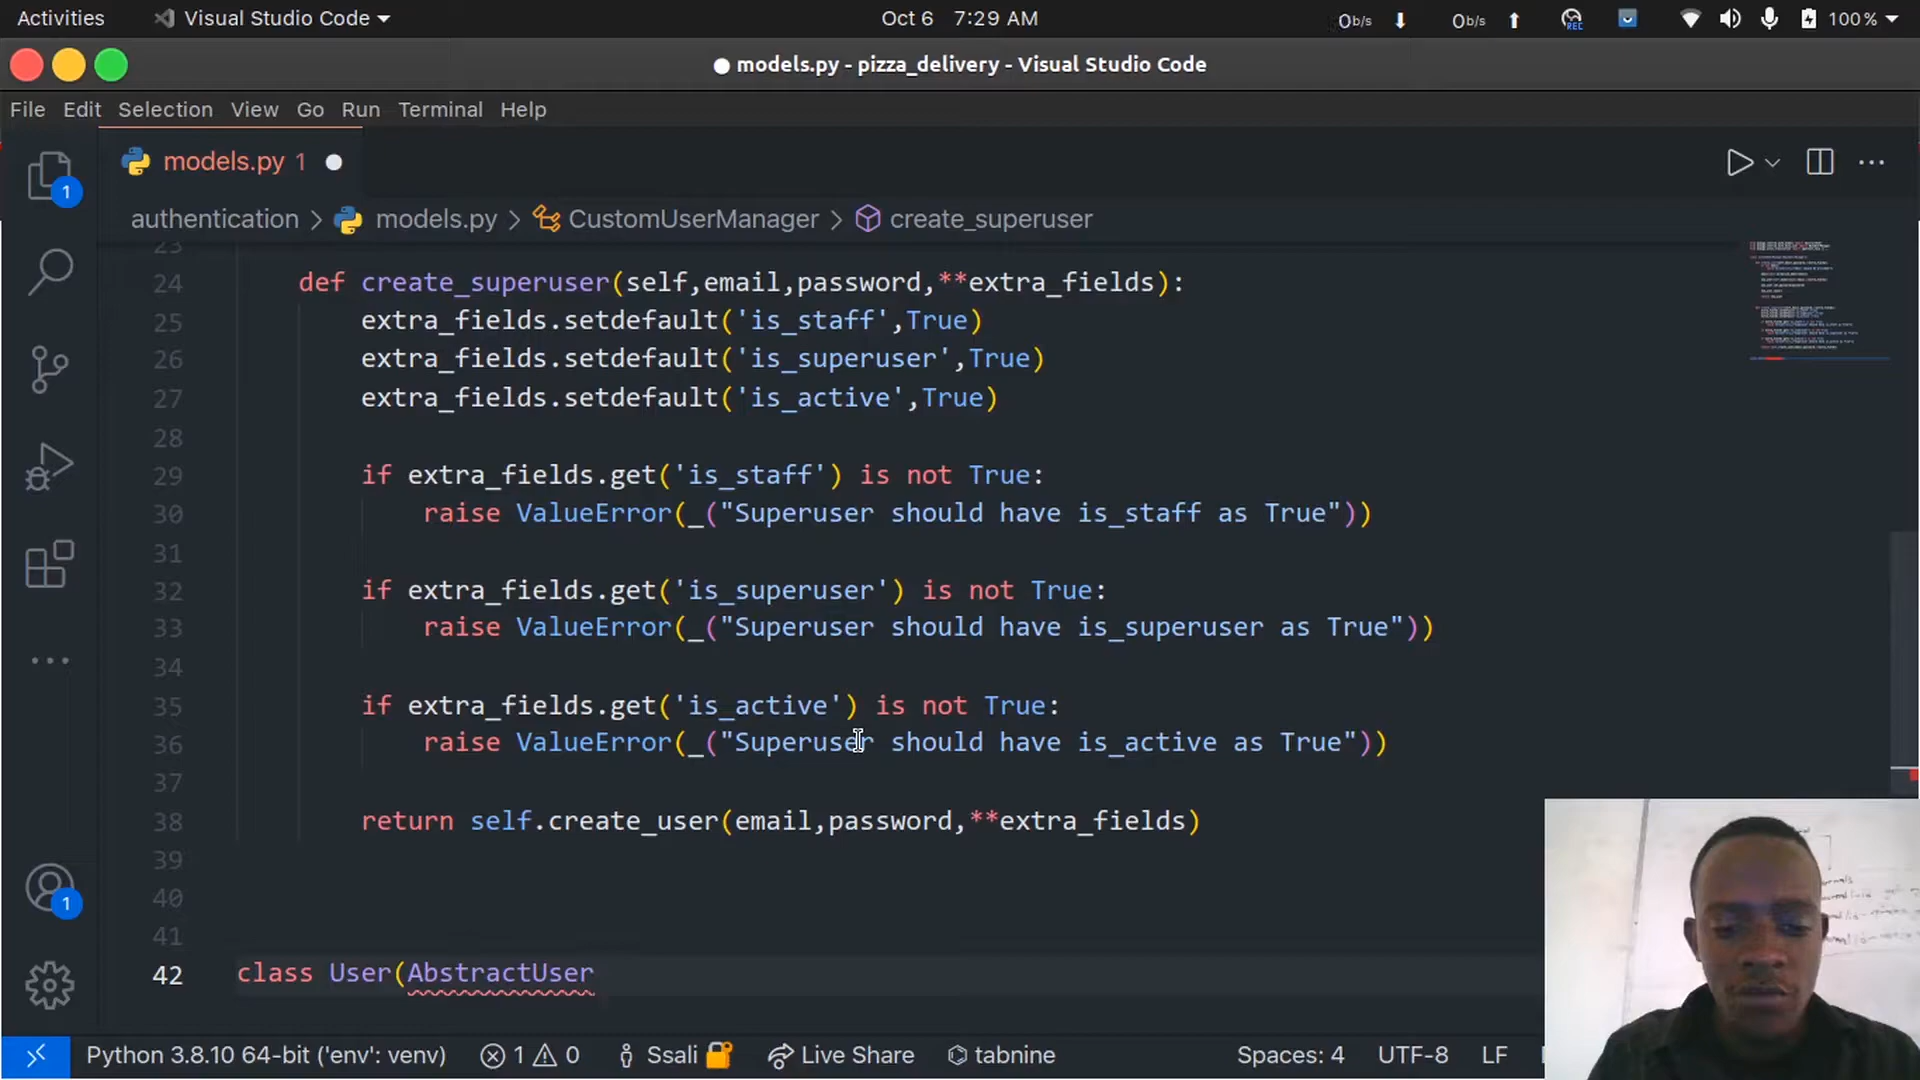 Activities Visual Studio Code Oct 6 7:29 AM 0b/s 0b/s REC 100%
models.py - pizza_delivery - Visual Studio Code
File Edit Selection View Go Run Terminal Help
models.py 1
1
authentication > models.py > CustomUserManager > create_superuser
23
24 def create_superuser(self,email,password,**extra_fields):
25 extra_fields.setdefault('is_staff',True)
26 extra_fields.setdefault('is_superuser',True)
27 extra_fields.setdefault('is_active',True)
28
29 if extra_fields.get('is_staff') is not True:
30 raise ValueError(_("Superuser should have is_staff as True"))
31
32 if extra_fields.get('is_superuser') is not True:
33 raise ValueError(_("Superuser should have is_superuser as True"))
34
35 if extra_fields.get('is_active') is not True:
36 raise ValueError(_("Superuser should have is_active as True"))
37
38 return self.create_user(email,password,**extra_fields)
39
40
1
41
42 class User(AbstractUser
Python 3.8.10 64-bit ('env': venv) 1 0 Ssali Live Share tabnine Spaces: 4 UTF-8 LF